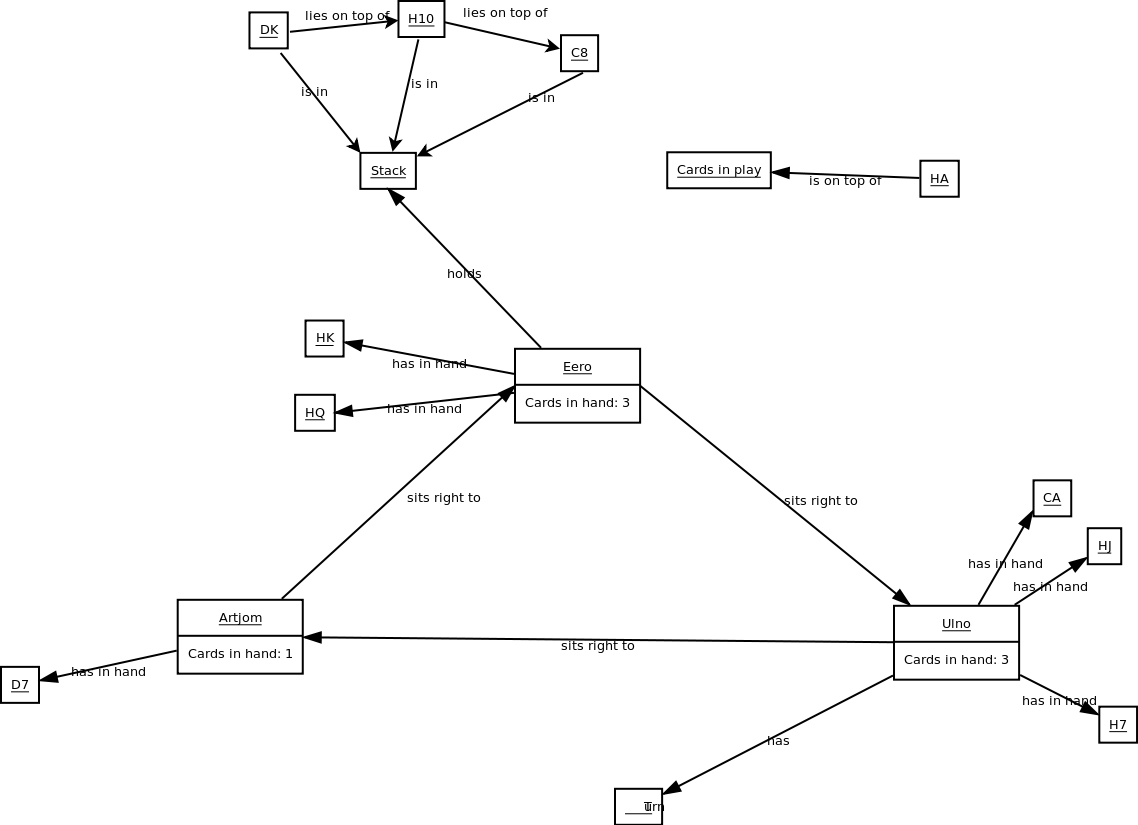 DK
lies on top of
H10
lies on top of
C8
is in
is in
is in
Stack
Cards in play
is on top of
HA
holds
HK
has in hand
Eero
Cards in hand: 3
HQ
has in hand
sits right to
sits right to
CA
HJ
has in hand
has in hand
Artjom
Cards in hand: 1
Ulno
Cards in hand: 3
sits right to
D7
has in hand
has in hand
H7
has